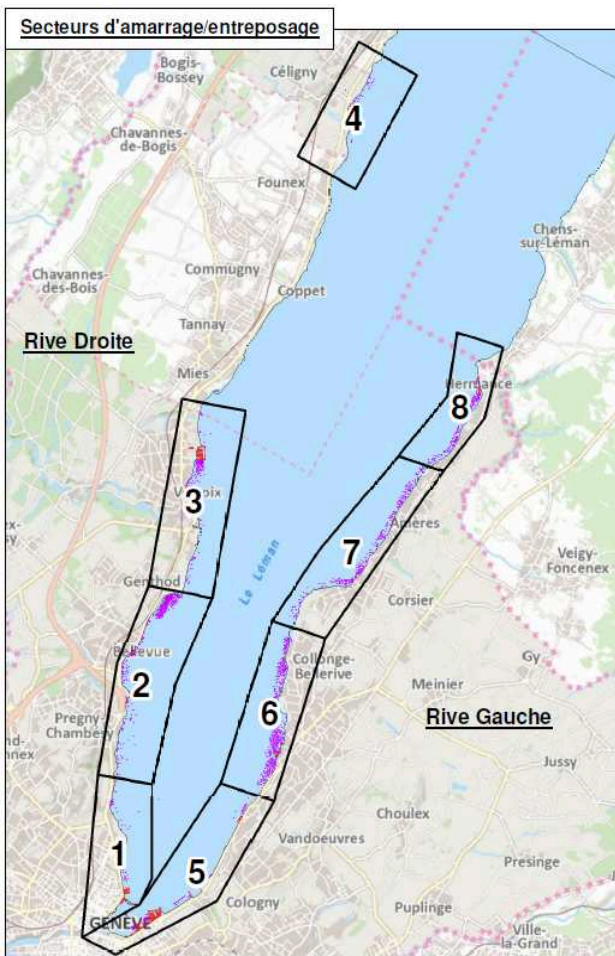 Secteurs d'amarrage/entreposage
Bogis-
Bossey
Céligny
4
Chavannes-
de-Bogis
Founex
Chens-
sur-Léman
Commugny
Chavannes
des-Bois
Coppet
Tannay
Rive Droite
Mies
Hermance
8
3
7
Anières
Le Léman
Veigy-
Foncenex
Genthod
Corsier
Bellevue
2
Collonge-
Bellerive
Gy
Meinier
6
Pregny-
Chambésy
Rive Gauche
Jussy
Choulex
1
Vandoeuvres
5
Presinge
Cologny
Puplinge
GENÈVE
Ville-
la-Grand